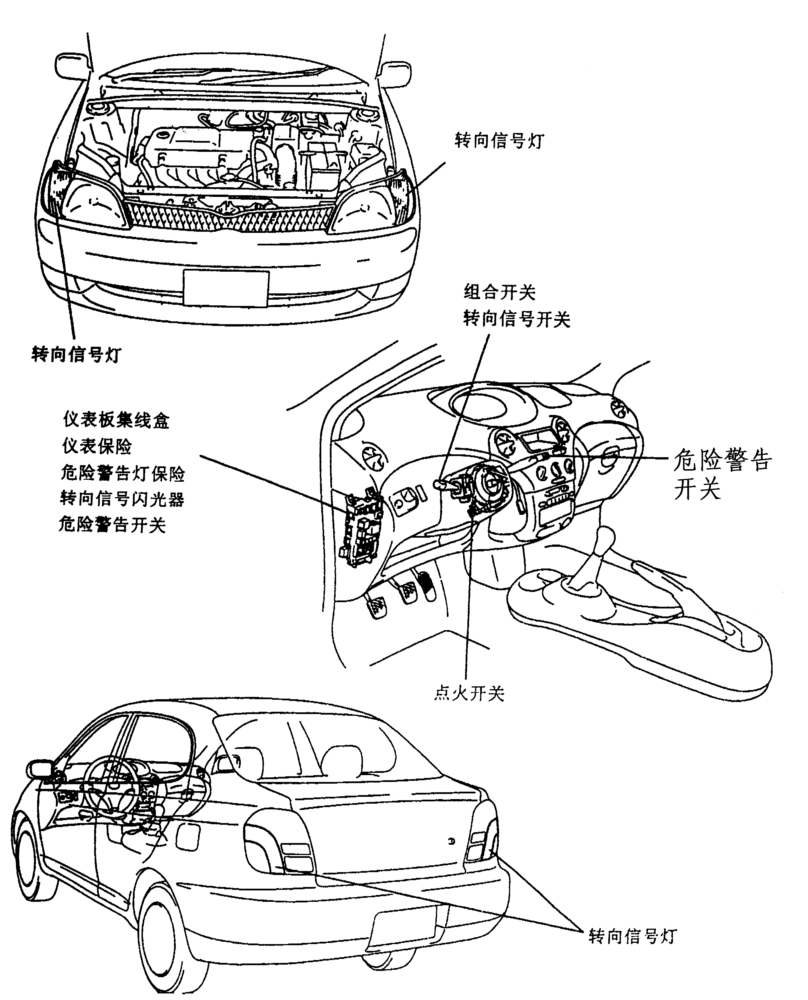 转向信号灯
转向信号灯
组合开关
转向信号开关
仪表板集线盒
仪表保险
危险警告灯保险
转向信号闪光器
危险警告开关
危险警告
开关
点火开关
转向信号灯